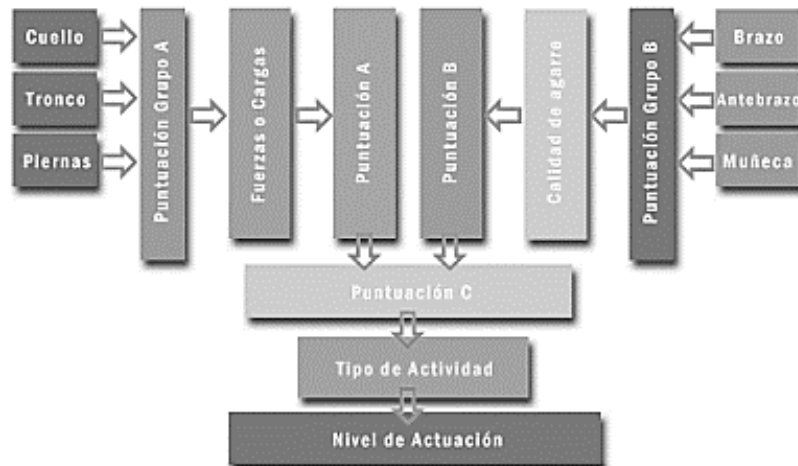 Cuello
Tronco
Piernas
Puntuación Grupo A
Fuerzas o Cargas
Puntuación A
Puntuación B
Calidad de agarre
Puntuación Grupo B
Brazo
Antebrazo
Muñeca
Puntuación C
Tipo de Actividad
Nivel de Actuación